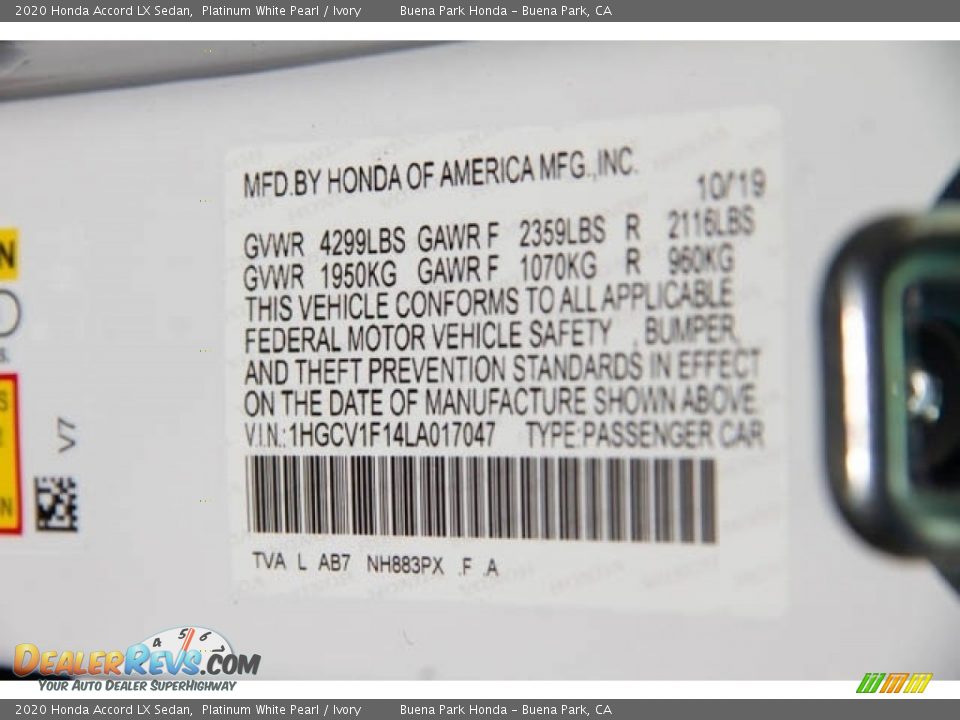 2020 Honda Accord LX Sedan, Platinum White Pearl / Ivory Buena Park Honda - Buena Park, CA
MFD.BY HONDA OF AMERICA MFG.,INC.
10/'19
GVWR 4299LBS GAWR F 2359LBS R 2116LBS
GVWR 1950KG GAWR F 1070KG R 960KG
THIS VEHICLE CONFORMS TO ALL APPLICABLE
FEDERAL MOTOR VEHICLE SAFETY , BUMPER,
AND THEFT PREVENTION STANDARDS IN EFFECT
ON THE DATE OF MANUFACTURE SHOWN ABOVE.
V.I.N.:1HGCV1F14LA017047 TYPE:PASSENGER CAR
TVA L AB7 NH883PX .F .A
V7
4 5 6 7
DEALERREVS.COM
YOUR AUTO DEALER SUPERHIGHWAY
2020 Honda Accord LX Sedan, Platinum White Pearl / Ivory Buena Park Honda - Buena Park, CA